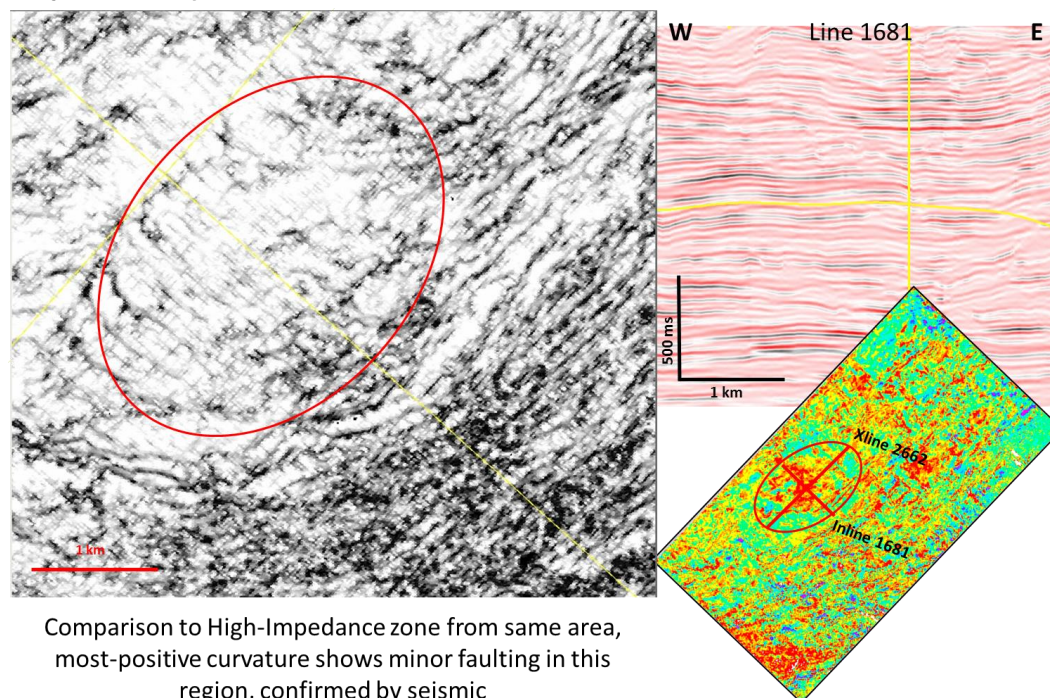 W Line 1681 E
500 ms
1 km
Xline 2662
Inline 1681
1 km
Comparison to High-Impedance zone from same area,
most-positive curvature shows minor faulting in this
region, confirmed by seismic